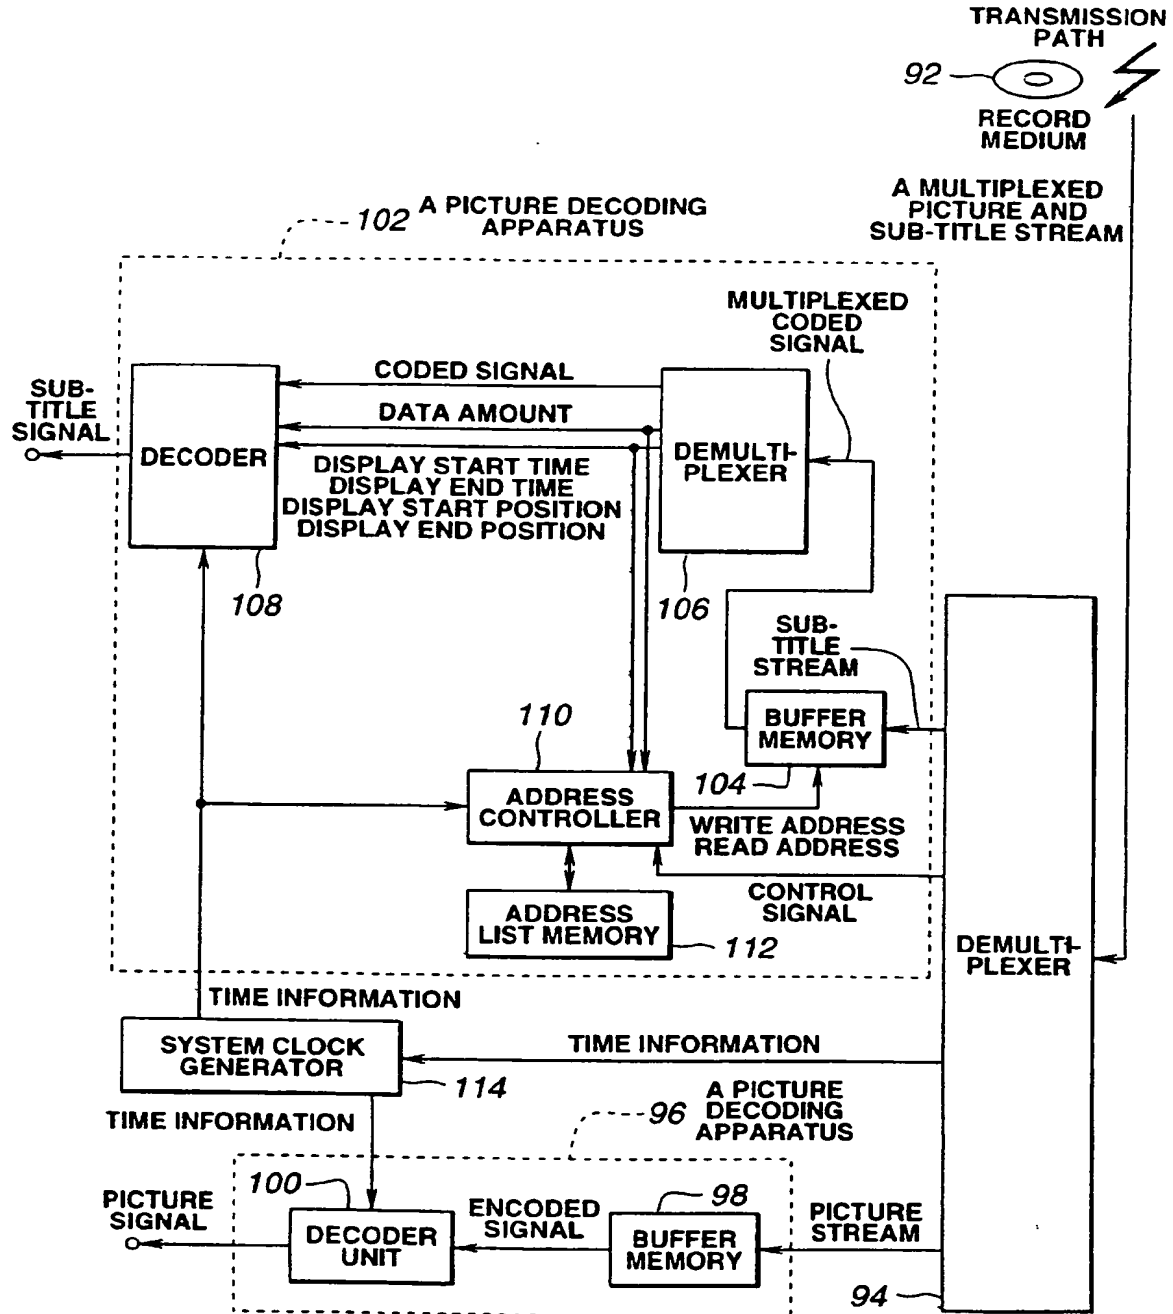 TRANSMISSION
PATH
92
RECORD
MEDIUM
A MULTIPLEXED
PICTURE AND
SUB-TITLE STREAM
102
A PICTURE DECODING
APPARATUS
MULTIPLEXED
CODED
SIGNAL
SUB-
TITLE
SIGNAL
DECODER
108
CODED SIGNAL
DATA AMOUNT
DISPLAY START TIME
DISPLAY END TIME
DISPLAY START POSITION
DISPLAY END POSITION
DEMULTI-
PLEXER
106
SUB-
TITLE
STREAM
BUFFER
MEMORY
104
110
ADDRESS
CONTROLLER
WRITE ADDRESS
READ ADDRESS
CONTROL
SIGNAL
ADDRESS
LIST MEMORY
112
DEMULTI-
PLEXER
94
TIME INFORMATION
SYSTEM CLOCK
GENERATOR
114
TIME INFORMATION
TIME INFORMATION
96
A PICTURE
DECODING
APPARATUS
PICTURE
SIGNAL
100
DECODER
UNIT
ENCODED
SIGNAL
98
BUFFER
MEMORY
PICTURE
STREAM